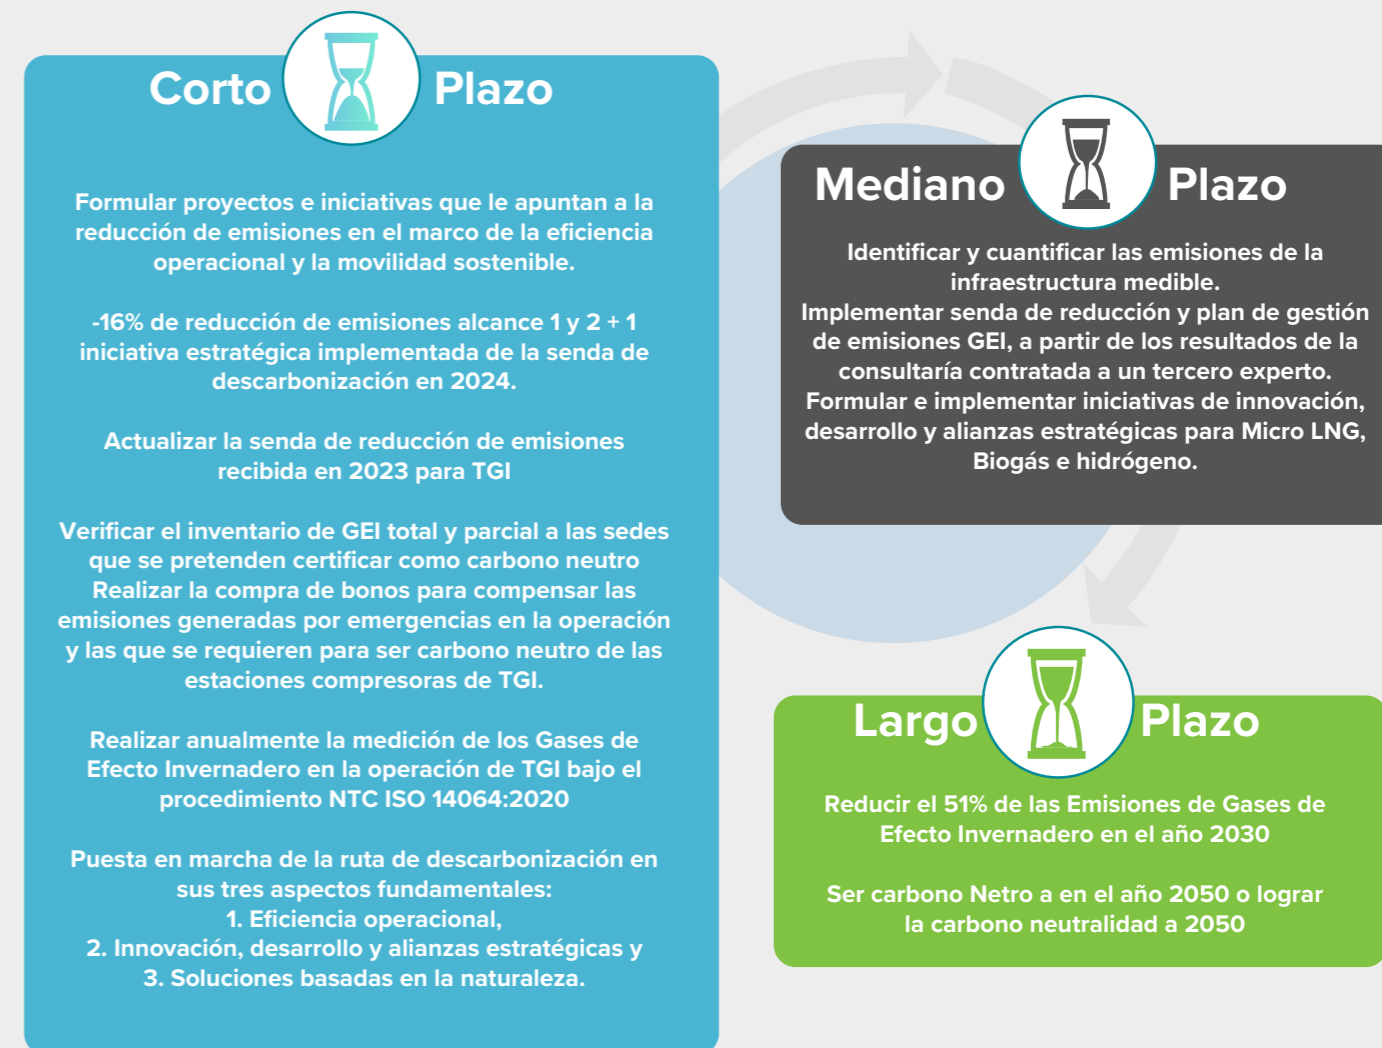 Corto Plazo
Formular proyectos e iniciativas que le apuntan a la
reducción de emisiones en el marco de la eficiencia
operacional y la movilidad sostenible.
-16% de reducción de emisiones alcance 1 y 2 + 1
iniciativa estratégica implementada de la senda de
descarbonización en 2024.
Actualizar la senda de reducción de emisiones
recibida en 2023 para TGI
Verificar el inventario de GEI total y parcial a las sedes
que se pretenden certificar como carbono neutro
Realizar la compra de bonos para compensar las
emisiones generadas por emergencias en la operación
y las que se requieren para ser carbono neutro de las
estaciones compresoras de TGI.
Realizar anualmente la medición de los Gases de
Efecto Invernadero en la operación de TGI bajo el
procedimiento NTC ISO 14064:2020
Puesta en marcha de la ruta de descarbonización en
sus tres aspectos fundamentales:
1. Eficiencia operacional,
2. Innovación, desarrollo y alianzas estratégicas y
3. Soluciones basadas en la naturaleza.
Mediano Plazo
Identificar y cuantificar las emisiones de la
infraestructura medible.
Implementar senda de reducción y plan de gestión
de emisiones GEI, a partir de los resultados de la
consultaría contratada a un tercero experto.
Formular e implementar iniciativas de innovación,
desarrollo y alianzas estratégicas para Micro LNG,
Biogás e hidrógeno.
Largo Plazo
Reducir el 51% de las Emisiones de Gases de
Efecto Invernadero en el año 2030
Ser carbono Netro a en el año 2050 o lograr
la carbono neutralidad a 2050